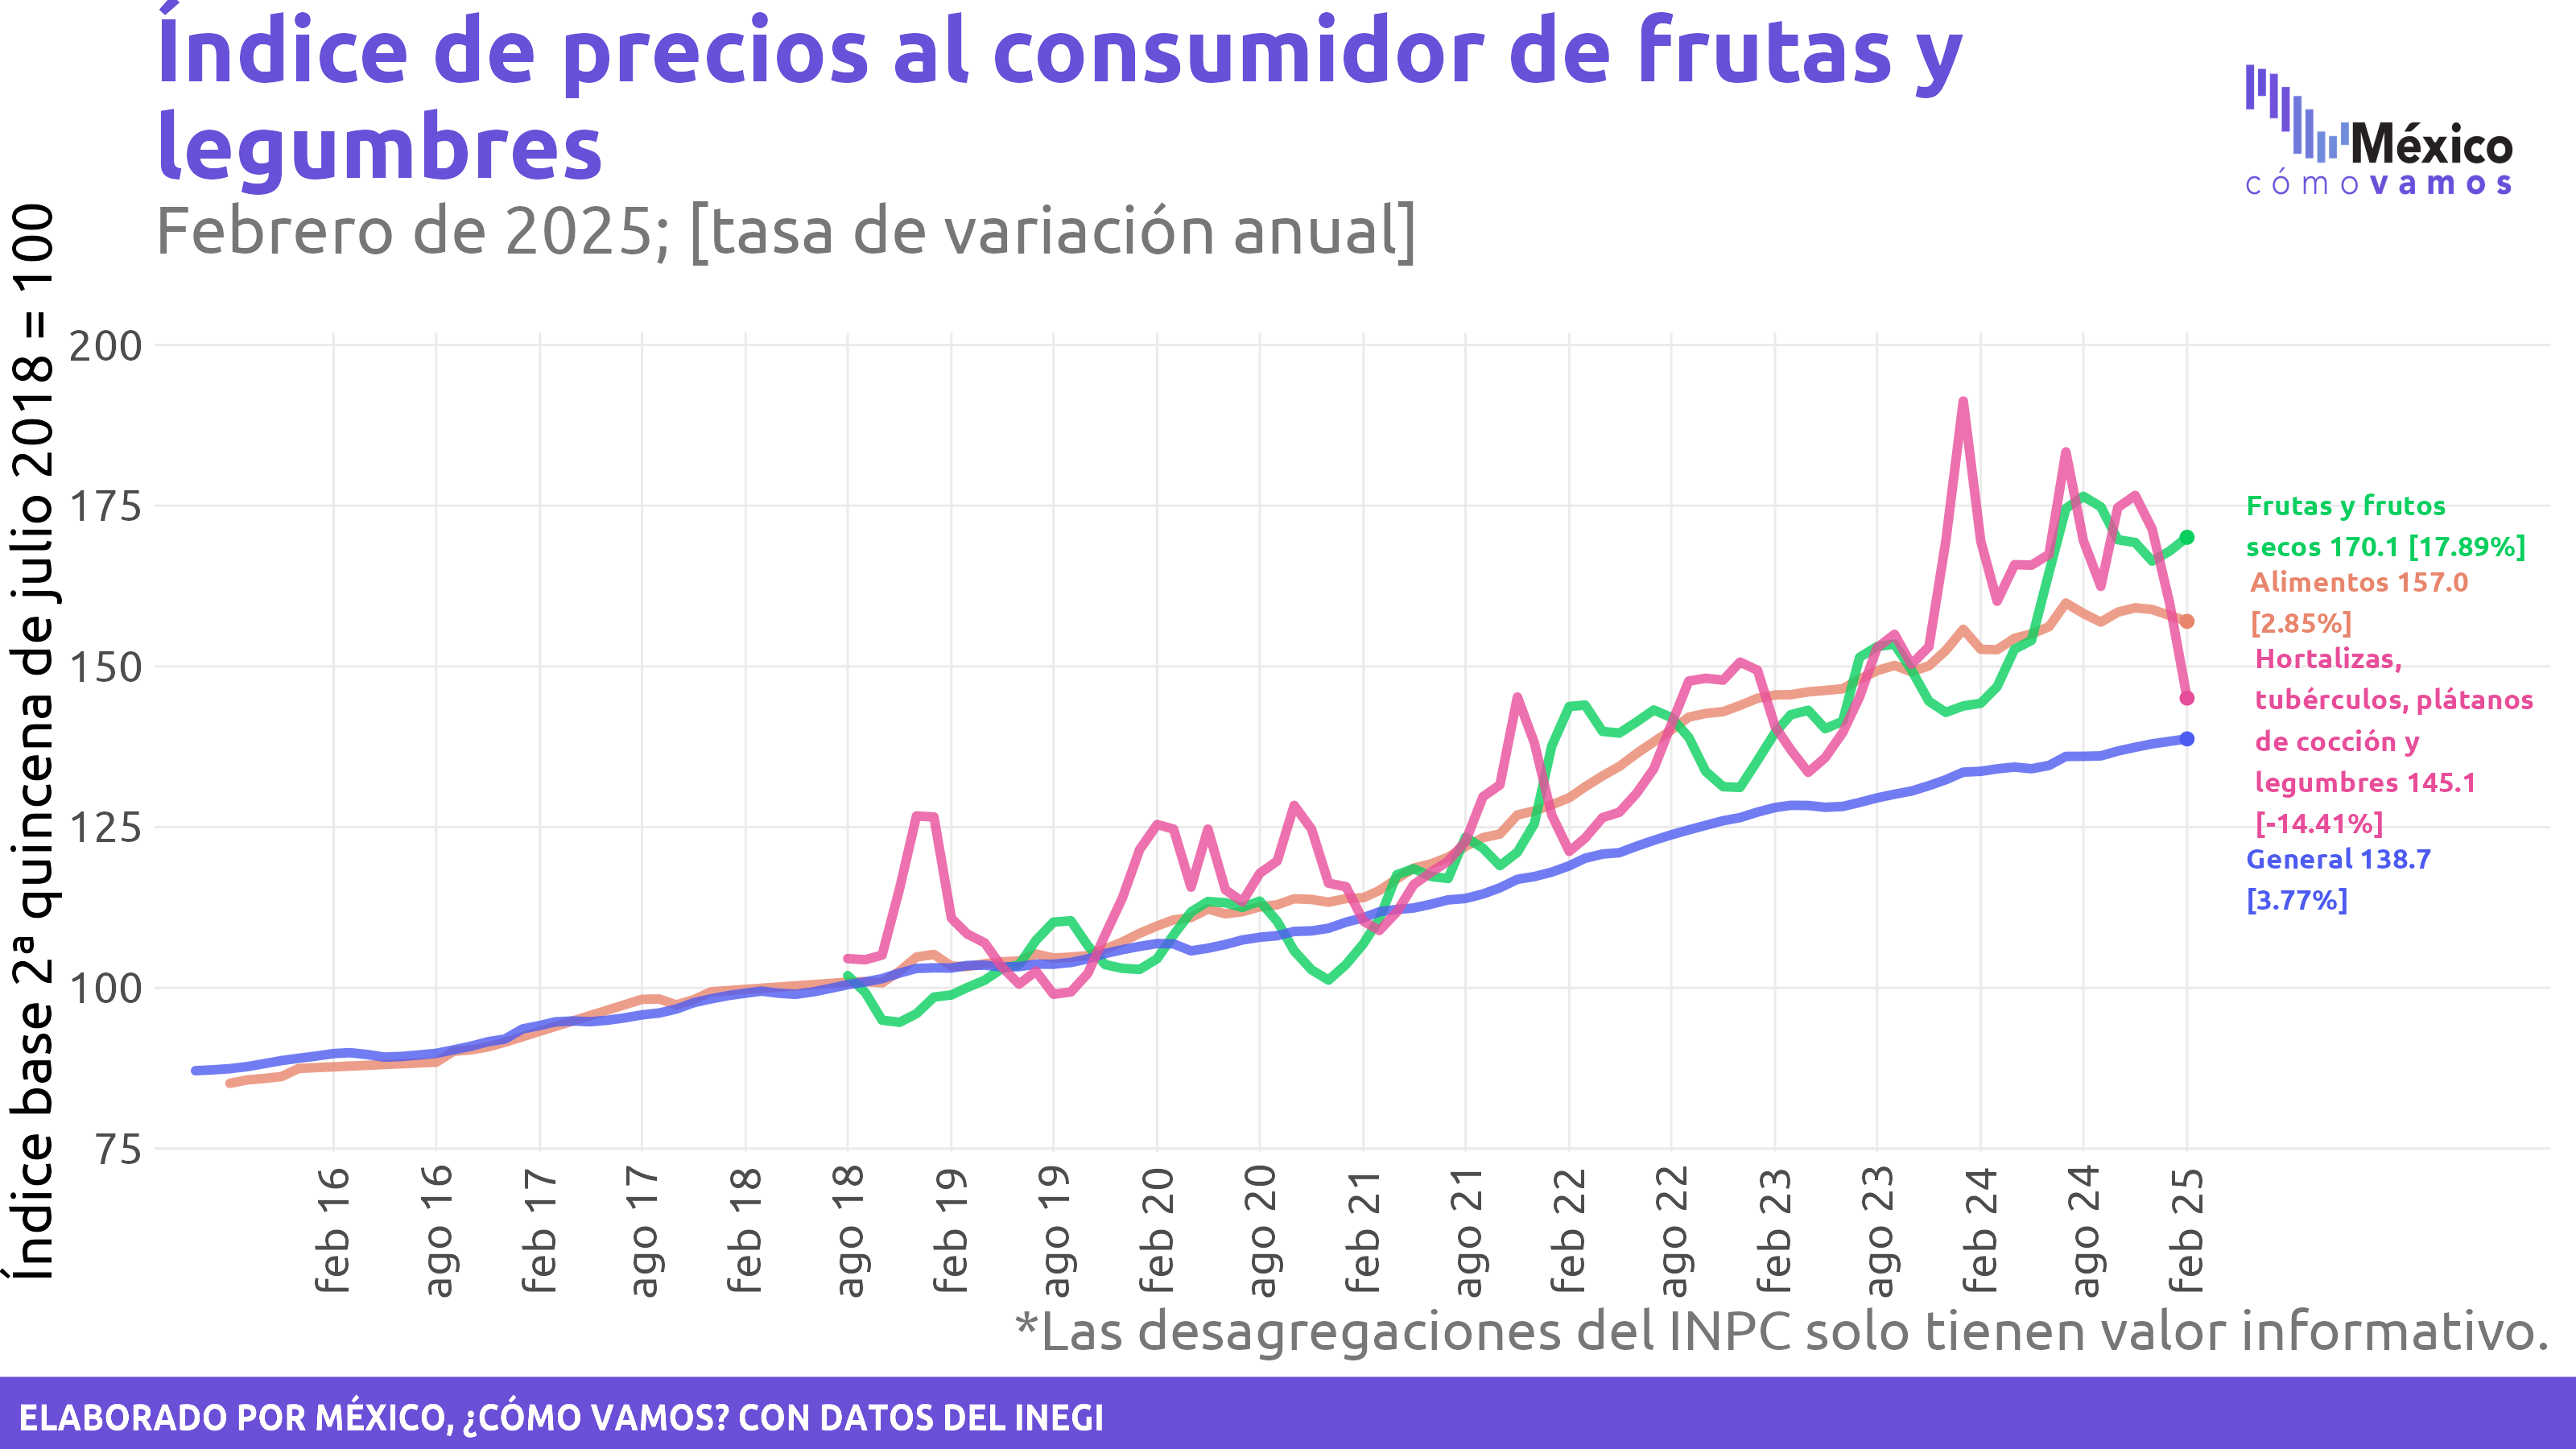 Índice de precios al consumidor de frutas y
legumbres
Febrero de 2025; [tasa de variación anual]
México
cómo vamos
Índice base 2ª quincena de julio 2018 = 100
200
175
150
125
100
75
Frutas y frutos
secos 170.1 [17.89%]
Alimentos 157.0
[2.85%]
Hortalizas,
tubérculos, plátanos
de cocción y
legumbres 145.1
[-14.41%]
General 138.7
[3.77%]
feb 16
ago 16
feb 17
ago 17
feb 18
ago 18
feb 19
ago 19
feb 20
ago 20
feb 21
ago 21
feb 22
ago 22
feb 23
ago 23
feb 24
ago 24
feb 25
*Las desagregaciones del INPC solo tienen valor informativo.
ELABORADO POR MÉXICO, ¿CÓMO VAMOS? CON DATOS DEL INEGI